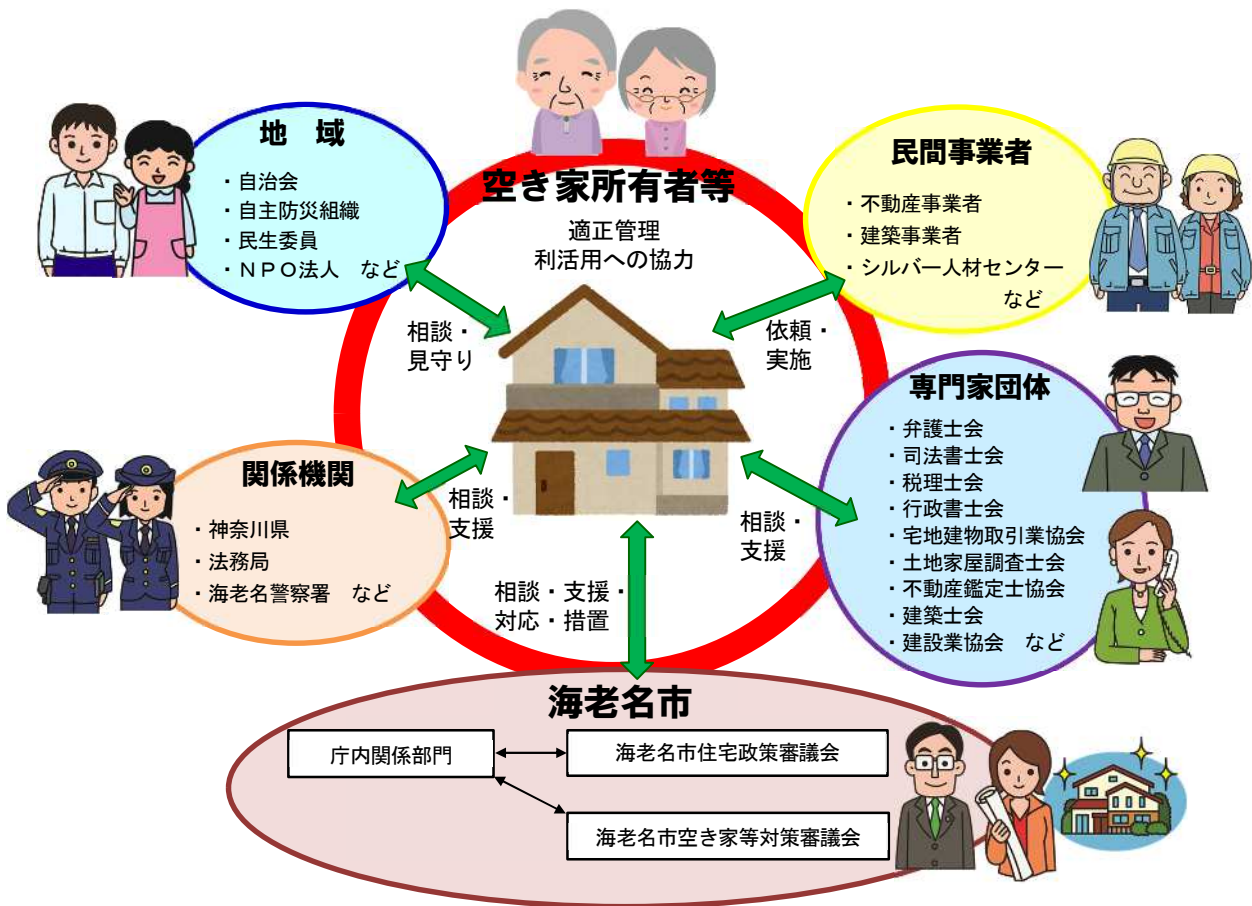 空き家所有者等
適正管理
利活用への協力
地　域
・自治会
・自主防災組織
・民生委員
・ＮＰＯ法人　など
相談・
見守り
民間事業者
・不動産事業者
・建築事業者
・シルバー人材センター
など
依頼・
実施
関係機関
・神奈川県
・法務局
・海老名警察署　など
相談・
支援
専門家団体
・弁護士会
・司法書士会
・税理士会
・行政書士会
・宅地建物取引業協会
・土地家屋調査士会
・不動産鑑定士協会
・建築士会
・建設業協会　など
相談・
支援
相談・支援・
対応・措置
海老名市
庁内関係部門
海老名市住宅政策審議会
海老名市空き家等対策審議会